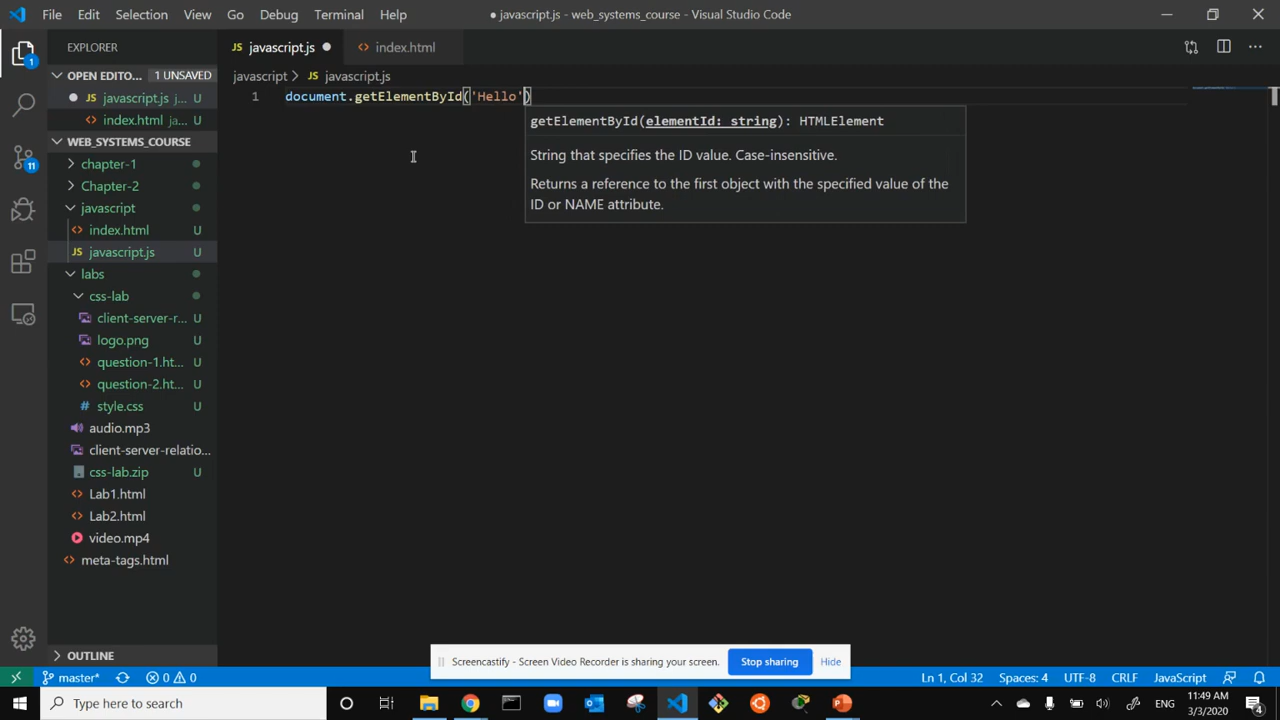 File Edit Selection View Go Debug Terminal Help
● javascript.js - web_systems_course - Visual Studio Code
EXPLORER
OPEN EDITO... 1 UNSAVED
● JS javascript.js j... U
<> index.html ja... U
WEB_SYSTEMS_COURSE
chapter-1
Chapter-2
javascript
<> index.html U
JS javascript.js U
labs
css-lab
client-server-r... U
logo.png U
<> question-1.ht... U
<> question-2.ht... U
# style.css U
audio.mp3
client-server-relatio...
css-lab.zip U
<> Lab1.html
<> Lab2.html
video.mp4
<> meta-tags.html
OUTLINE
1
11
JS javascript.js ●
<> index.html
javascript > JS javascript.js
1 document.getElementById('Hello')
getElementById(elementId: string): HTMLElement
String that specifies the ID value. Case-insensitive.
Returns a reference to the first object with the specified value of the
ID or NAME attribute.
Screencastify - Screen Video Recorder is sharing your screen. Stop sharing Hide
master* 0 0 Ln 1, Col 32 Spaces: 4 UTF-8 CRLF JavaScript
Type here to search
ENG
11:49 AM
3/3/2020
4